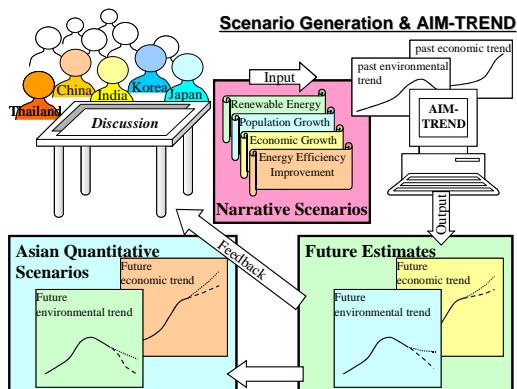 Scenario Generation & AIM-TREND
Thailand
China
India
Korea
Japan
Discussion
Input
Renewable Energy
Population Growth
Economic Growth
Energy Efficiency
Improvement
Narrative Scenarios
past economic trend
past environmental
trend
AIM-
TREND
Output
Feedback
Asian Quantitative
Scenarios
Future
economic trend
Future
environmental trend
Future Estimates
Future
economic trend
Future
environmental trend